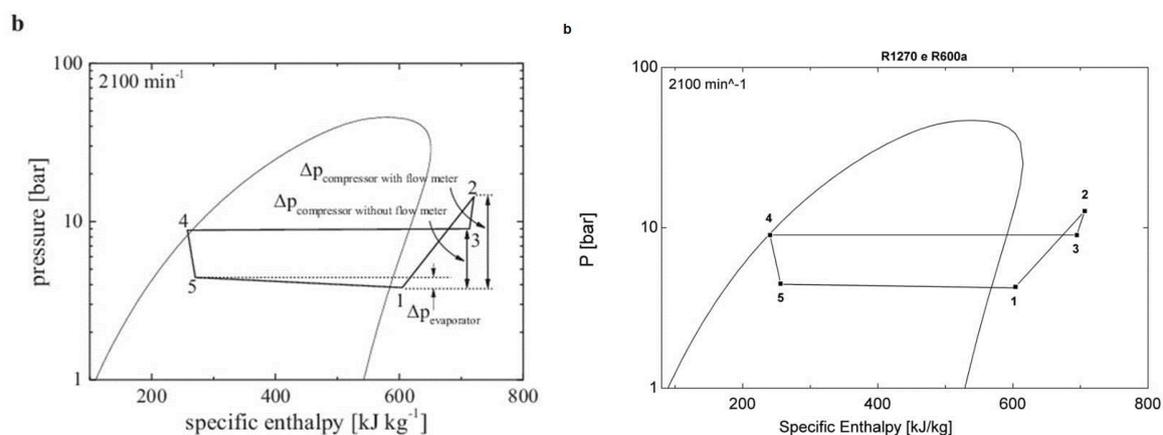 b
100
2100 min⁻¹
10
1
pressure [bar]
Δp compressor with flow meter
Δp compressor without flow meter
2
3
4
5
1
Δp evaporator
200
400
600
800
specific enthalpy [kJ kg⁻¹]
b
R1270 e R600a
100
2100 min^-1
10
1
P [bar]
4
2
3
5
1
200
400
600
800
Specific Enthalpy [kJ/kg]